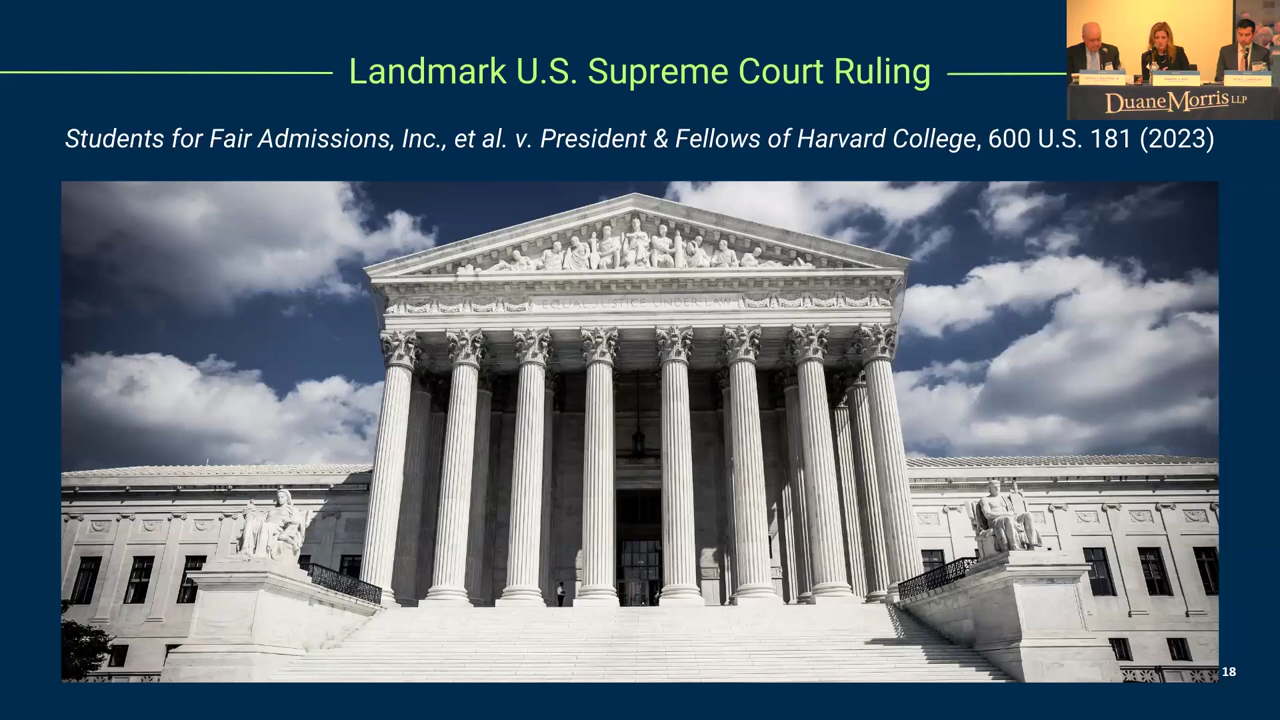 Landmark U.S. Supreme Court Ruling
DuaneMorris LLP
Students for Fair Admissions, Inc., et al. v. President & Fellows of Harvard College, 600 U.S. 181 (2023)
EQUAL JUSTICE UNDER LAW
18